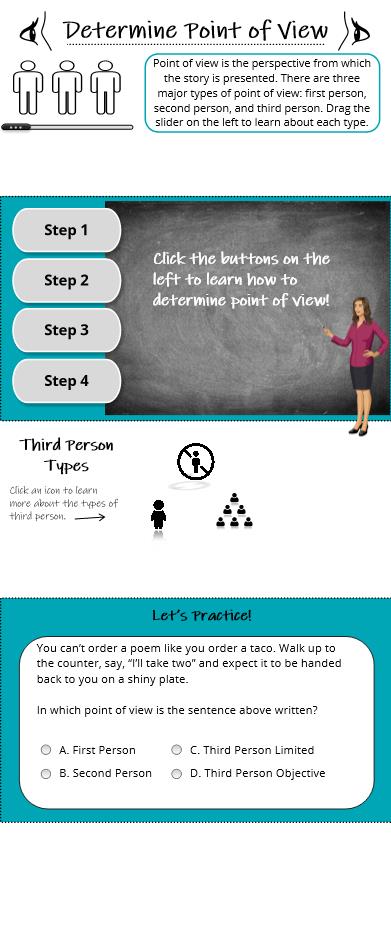 Determine Point of View
Point of view is the perspective from which
the story is presented. There are three
major types of point of view: first person,
second person, and third person. Drag the
slider on the left to learn about each type.
Step 1
Step 2
Step 3
Step 4
Click the buttons on the
left to learn how to
determine point of view!
Third Person
Types
Click an icon to learn
more about the types of
third person.
Let's Practice!
You can't order a poem like you order a taco. Walk up to
the counter, say, "I'll take two" and expect it to be handed
back to you on a shiny plate.
In which point of view is the sentence above written?
A. First Person
B. Second Person
C. Third Person Limited
D. Third Person Objective